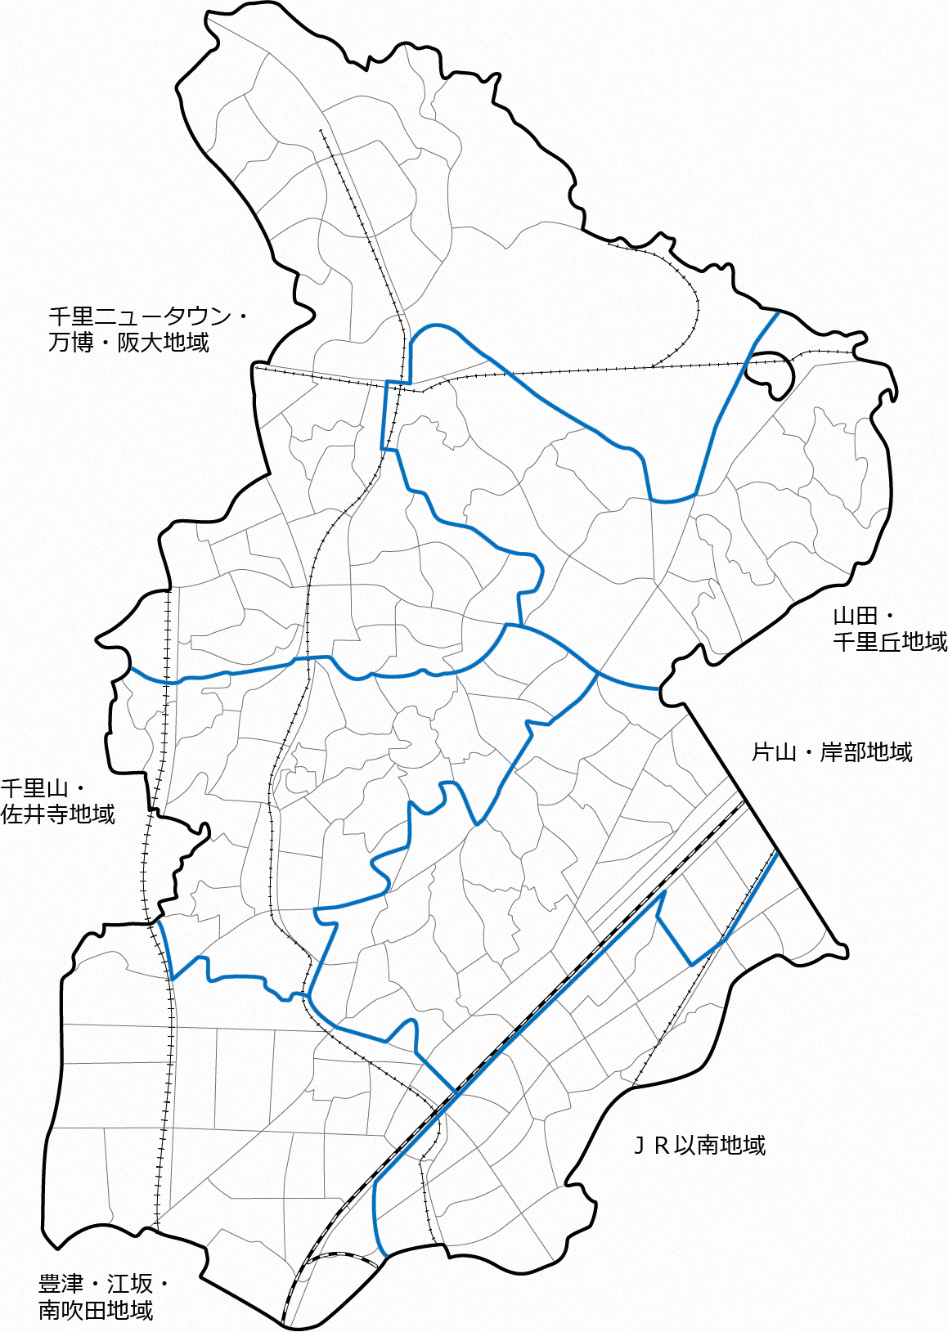 千里ニュータウン・
万博・阪大地域
山田・
千里丘地域
片山・岸部地域
千里山・
佐井寺地域
ＪＲ以南地域
豊津・江坂・
南吹田地域